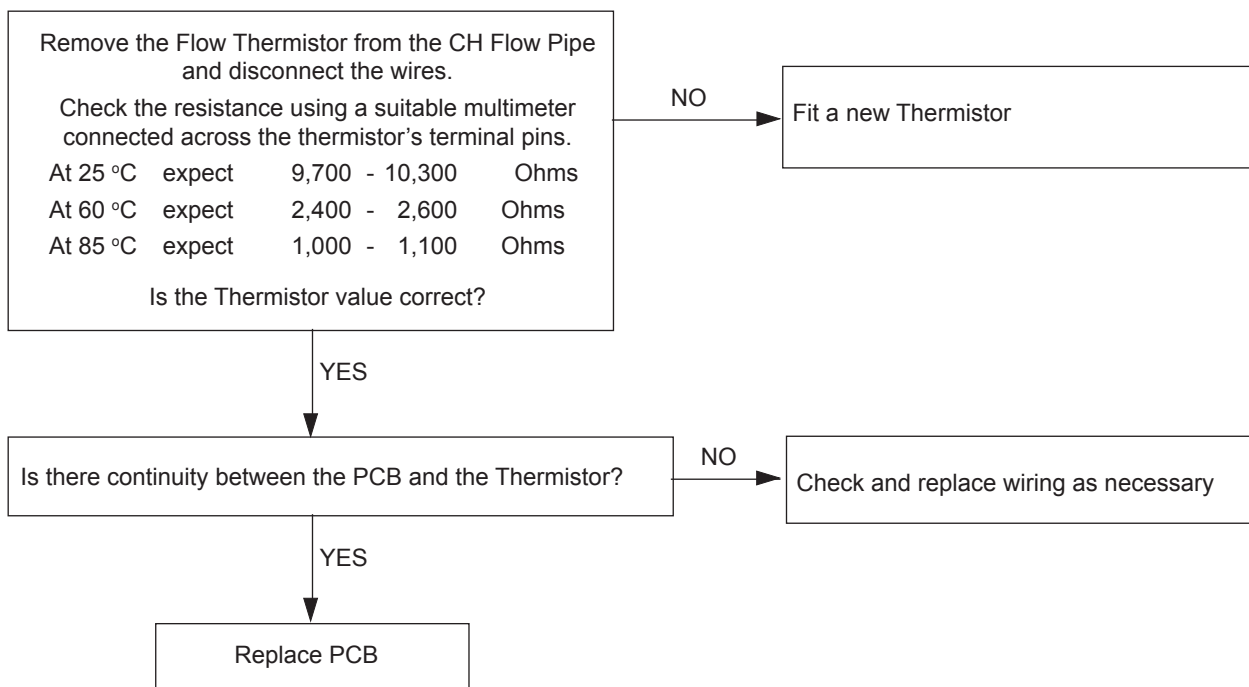 Remove the Flow Thermistor from the CH Flow Pipe
and disconnect the wires.
Check the resistance using a suitable multimeter
connected across the thermistor's terminal pins.
At 25 ºC expect 9,700 - 10,300 Ohms
At 60 ºC expect 2,400 - 2,600 Ohms
At 85 ºC expect 1,000 - 1,100 Ohms
Is the Thermistor value correct?
NO
Fit a new Thermistor
YES
Is there continuity between the PCB and the Thermistor?
NO
Check and replace wiring as necessary
YES
Replace PCB